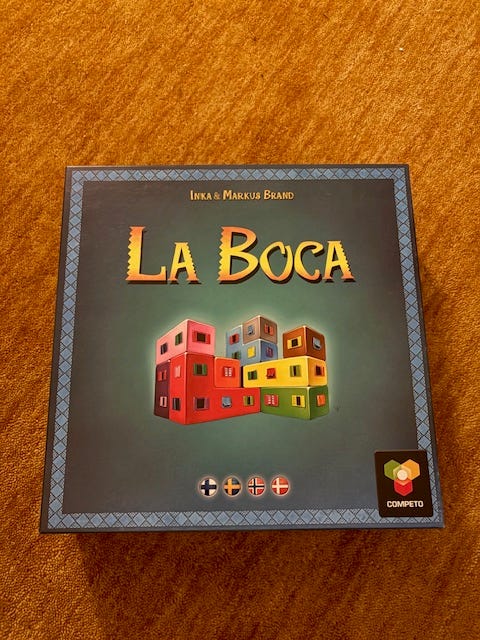 INKA & MARKUS BRAND
LA BOCA
COMPETO